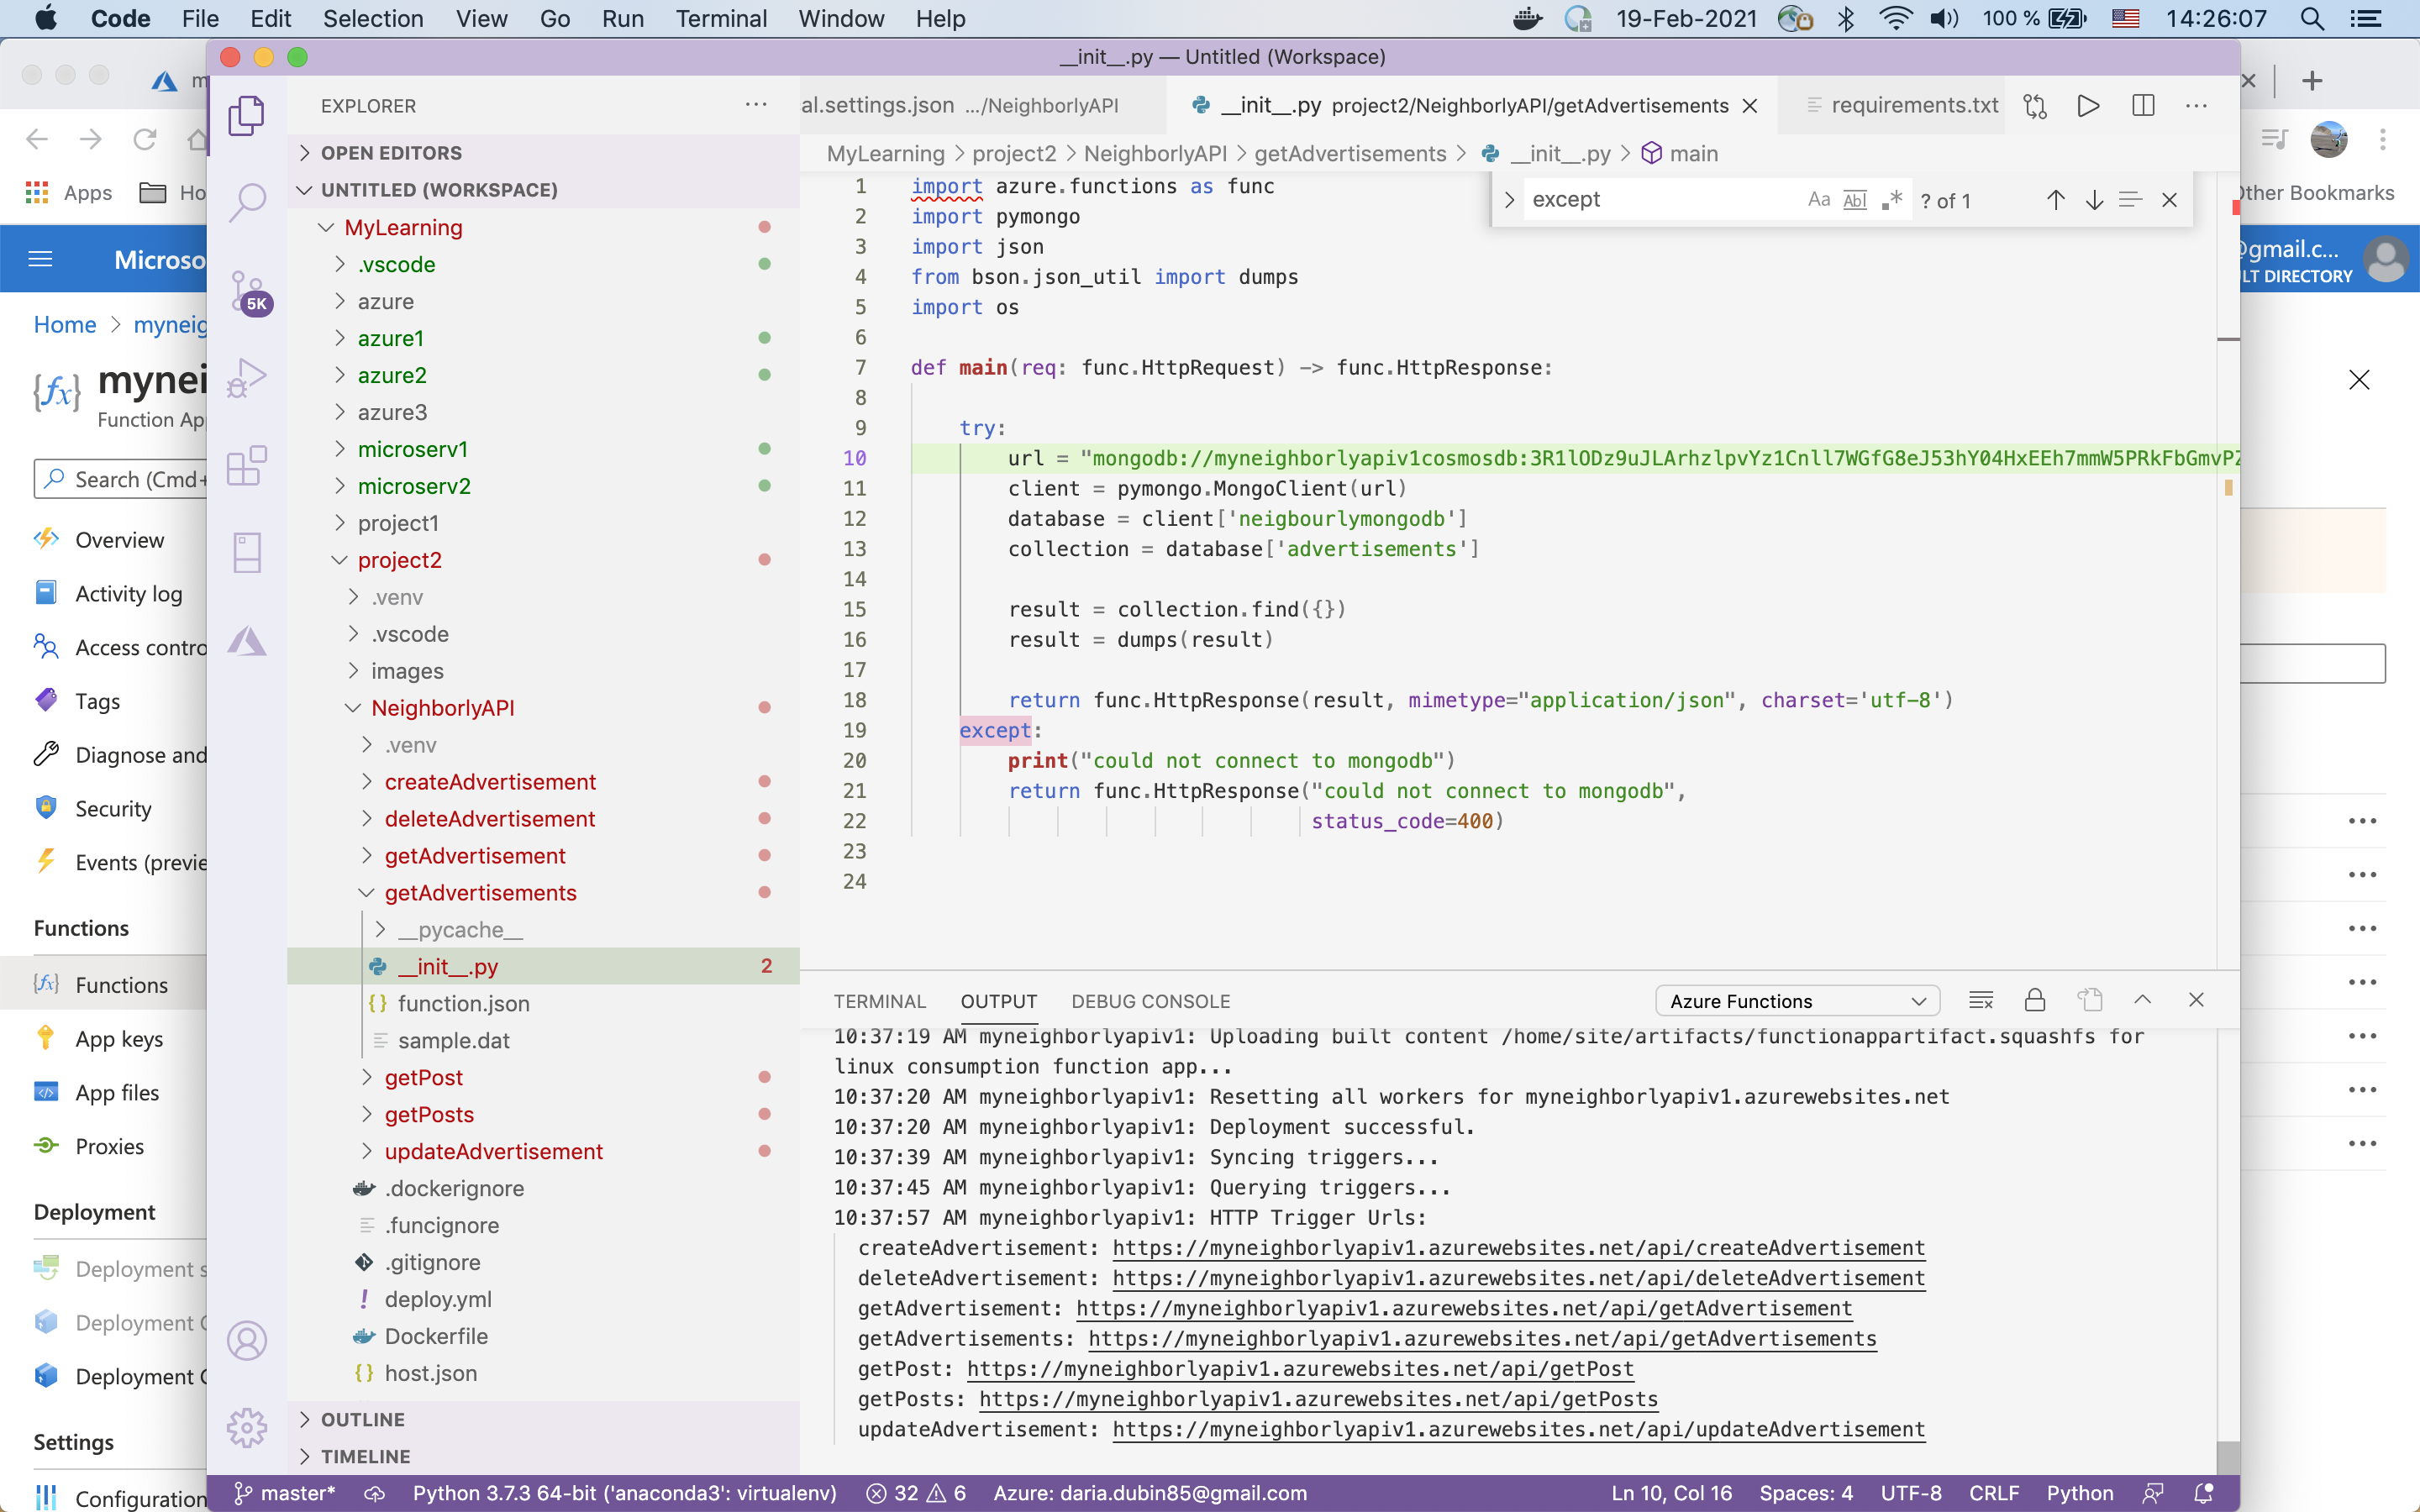 Code File Edit Selection View Go Run Terminal Window Help 19-Feb-2021 100 % 14:26:07
__init__.py — Untitled (Workspace)
EXPLORER
OPEN EDITORS
UNTITLED (WORKSPACE)
MyLearning
.vscode
azure
azure1
azure2
azure3
microserv1
microserv2
project1
project2
.venv
.vscode
images
NeighborlyAPI
.venv
createAdvertisement
deleteAdvertisement
getAdvertisement
getAdvertisements
__pycache__
__init__.py 2
function.json
sample.dat
getPost
getPosts
updateAdvertisement
.dockerignore
.funcignore
.gitignore
deploy.yml
Dockerfile
host.json
OUTLINE
TIMELINE
5K
al.settings.json .../NeighborlyAPI
__init__.py project2/NeighborlyAPI/getAdvertisements
requirements.txt
MyLearning > project2 > NeighborlyAPI > getAdvertisements > __init__.py > main
except Aa Abl .* ? of 1
1 import azure.functions as func
2 import pymongo
3 import json
4 from bson.json_util import dumps
5 import os
6
7 def main(req: func.HttpRequest) -> func.HttpResponse:
8
9 try:
10 url = "mongodb://myneighborlyapiv1cosmosdb:
11 client = pymongo.MongoClient(url)
12 database = client['neigbourlymongodb']
13 collection = database['advertisements']
14
15 result = collection.find({})
16 result = dumps(result)
17
18 return func.HttpResponse(result, mimetype="application/json", charset='utf-8')
19 except:
20 print("could not connect to mongodb")
21 return func.HttpResponse("could not connect to mongodb",
22 status_code=400)
23
24
TERMINAL OUTPUT DEBUG CONSOLE Azure Functions
10:37:19 AM myneighborlyapiv1: Uploading built content /home/site/artifacts/functionappartifact.squashfs for
linux consumption function app...
10:37:20 AM myneighborlyapiv1: Resetting all workers for myneighborlyapiv1.azurewebsites.net
10:37:20 AM myneighborlyapiv1: Deployment successful.
10:37:39 AM myneighborlyapiv1: Syncing triggers...
10:37:45 AM myneighborlyapiv1: Querying triggers...
10:37:57 AM myneighborlyapiv1: HTTP Trigger Urls:
createAdvertisement: https://myneighborlyapiv1.azurewebsites.net/api/createAdvertisement
deleteAdvertisement: https://myneighborlyapiv1.azurewebsites.net/api/deleteAdvertisement
getAdvertisement: https://myneighborlyapiv1.azurewebsites.net/api/getAdvertisement
getAdvertisements: https://myneighborlyapiv1.azurewebsites.net/api/getAdvertisements
getPost: https://myneighborlyapiv1.azurewebsites.net/api/getPost
getPosts: https://myneighborlyapiv1.azurewebsites.net/api/getPosts
updateAdvertisement: https://myneighborlyapiv1.azurewebsites.net/api/updateAdvertisement
master* Python 3.7.3 64-bit ('anaconda3': virtualenv) 32 6 Azure: daria.dubin85@gmail.com Ln 10, Col 16 Spaces: 4 UTF-8 CRLF Python
m
Apps Ho
Other Bookmarks
Microso
@gmail.c...
LT DIRECTORY
Home > myneig
mynei
Function Ap
Search (Cmd+
Overview
Activity log
Access contro
Tags
Diagnose and
Security
Events (previe
Functions
Functions
App keys
App files
Proxies
Deployment
Deployment s
Deployment C
Deployment C
Settings
Configuration